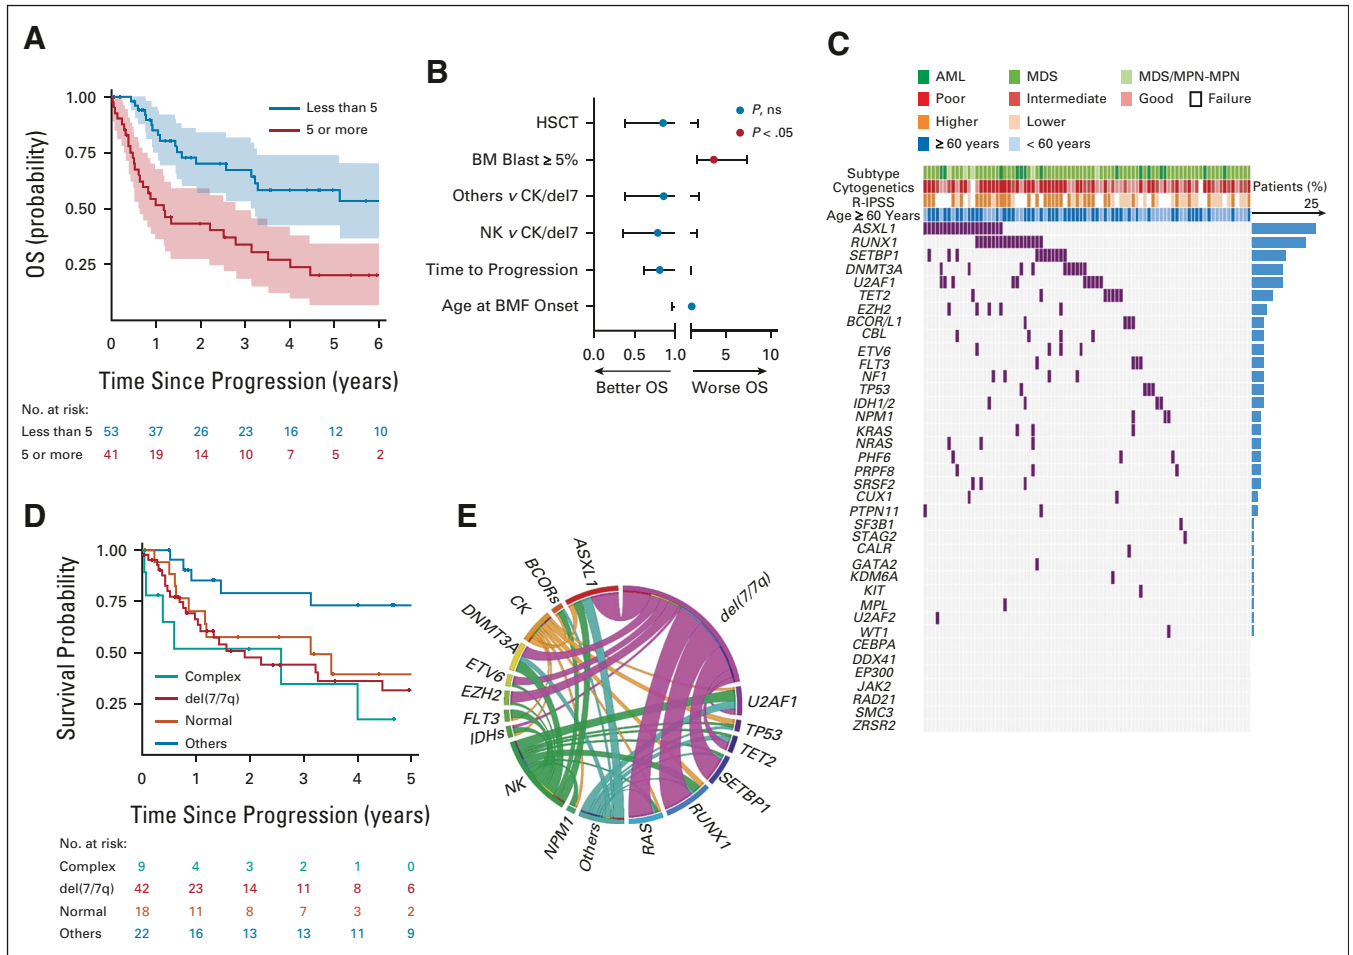 A
OS (probability)
1.00
0.75
0.50
0.25
Less than 5
5 or more
0 1 2 3 4 5 6
Time Since Progression (years)
No. at risk:
Less than 5 53 37 26 23 16 12 10
5 or more 41 19 14 10 7 5 2
B
P, ns
P < .05
HSCT
BM Blast ≥ 5%
Others v CK/del7
NK v CK/del7
Time to Progression
Age at BMF Onset
0.0 0.5 1.0 5 10
Better OS Worse OS
C
AML MDS MDS/MPN-MPN
Poor Intermediate Good Failure
Higher Lower
≥ 60 years < 60 years
Subtype
Cytogenetics
R-IPSS
Age ≥ 60 Years
Patients (%)
25
ASXL1
RUNX1
SETBP1
DNMT3A
U2AF1
TET2
EZH2
BCOR/L1
CBL
ETV6
FLT3
NF1
TP53
IDH1/2
NPM1
KRAS
NRAS
PHF6
PRPF8
SRSF2
CUX1
PTPN11
SF3B1
STAG2
CALR
GATA2
KDM6A
KIT
MPL
U2AF2
WT1
CEBPA
DDX41
EP300
JAK2
RAD21
SMC3
ZRSR2
D
Survival Probability
1.00
0.75
0.50
0.25
Complex
del(7/7q)
Normal
Others
0 1 2 3 4 5
Time Since Progression (years)
No. at risk:
Complex 9 4 3 2 1 0
del(7/7q) 42 23 14 11 8 6
Normal 18 11 8 7 3 2
Others 22 16 13 13 11 9
E
ASXL1
BCORs
CK
DNMT3A
ETV6
EZH2
FLT3
IDHs
NK
NPM1
Others
RAS
RUNX1
SETBP1
TET2
TP53
U2AF1
del(7/7q)